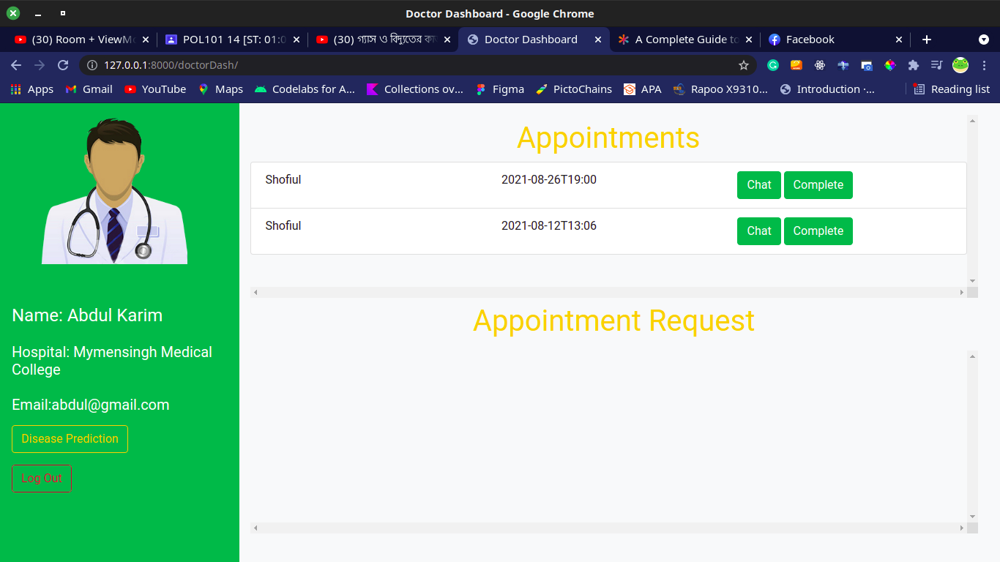 Doctor Dashboard - Google Chrome
(30) Room + ViewMo
POL101 14 [ST: 01:0
(30) গ্যাস ও বিদ্যুতের
Doctor Dashboard
A Complete Guide to
Facebook
127.0.0.1:8000/doctorDash/
Apps
Gmail
YouTube
Maps
Codelabs for A...
Collections ov...
Figma
PictoChains
APA
Rapoo X9310...
Introduction ·...
Reading list
Appointments
Shofiul 2021-08-26T19:00 Chat Complete
Shofiul 2021-08-12T13:06 Chat Complete
Appointment Request
Name: Abdul Karim
Hospital: Mymensingh Medical
College
Email:abdul@gmail.com
Disease Prediction
Log Out